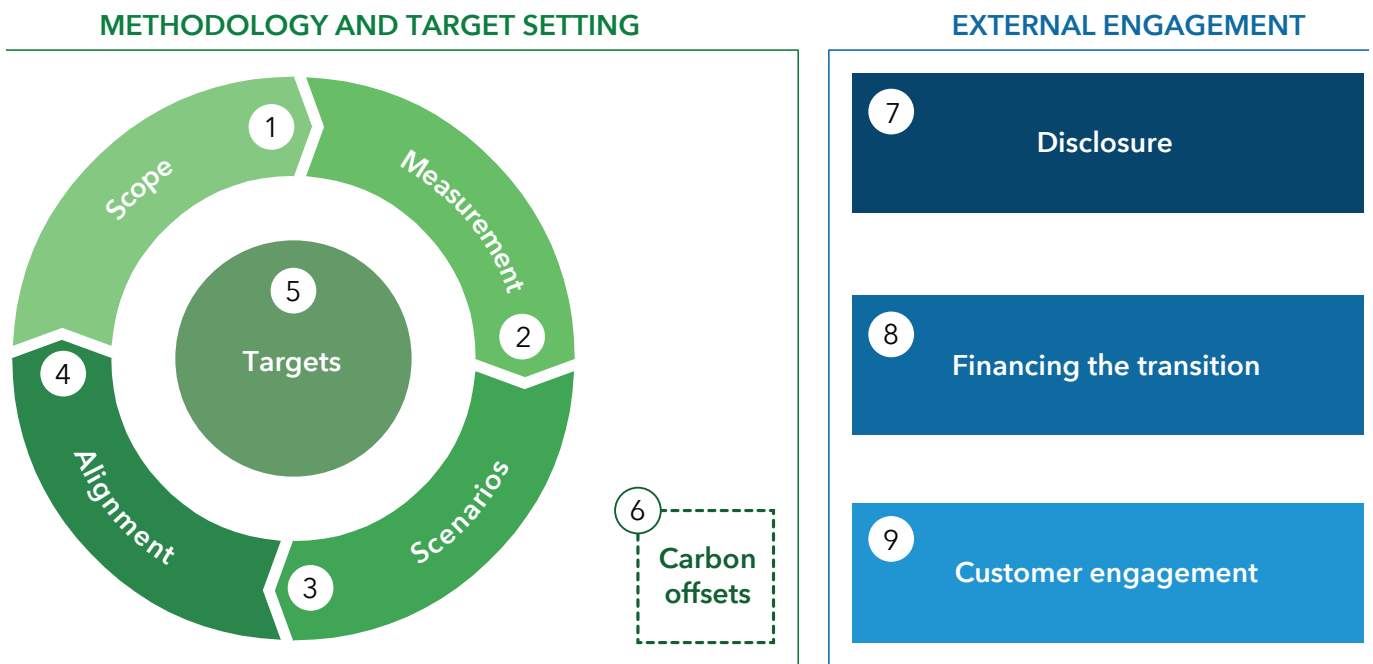 METHODOLOGY AND TARGET SETTING
1
Scope
Measurement
2
Scenarios
3
Alignment
4
5
Targets
6
Carbon
offsets
EXTERNAL ENGAGEMENT
7
Disclosure
8
Financing the transition
9
Customer engagement